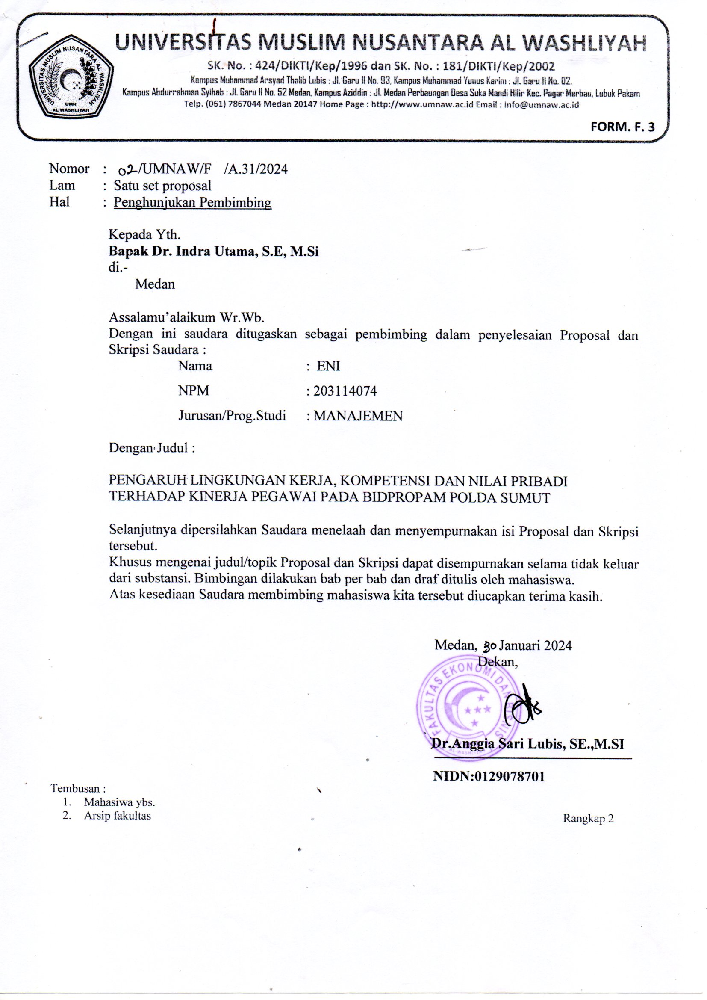 UNIVERSITAS MUSLIM NUSANTARA AL WASHLIYAH
SK. No. : 424/DIKTI/Kep/1996 dan SK. No. : 181/DIKTI/Kep/2002
Kampus Muhammad Arsyad Thalib Lubis : Jl. Garu II No. 93, Kampus Muhammad Yunus Karim : Jl. Garu II No. 02,
Kampus Abdurrahman Syihab : Jl. Garu II No. 52 Medan, Kampus Aziddin : Jl. Medan Perbaungan Desa Suka Mandi Hilir Kec. Pagar Merbau, Lubuk Pakam
Telp. (061) 7867044 Medan 20147 Home Page : http://www.umnaw.ac.id Email : info@umnaw.ac.id
UNIVERSITAS MUSLIM NUSANTARA AL WASHLIYAH
UMN
AL WASHLIYAH
FORM. F. 3
Nomor : 02/UMNAW/F /A.31/2024
Lam : Satu set proposal
Hal : Penghunjukan Pembimbing
Kepada Yth.
Bapak Dr. Indra Utama, S.E, M.Si
di.-
Medan
Assalamu’alaikum Wr.Wb.
Dengan ini saudara ditugaskan sebagai pembimbing dalam penyelesaian Proposal dan
Skripsi Saudara :
Nama : ENI
NPM : 203114074
Jurusan/Prog.Studi : MANAJEMEN
Dengan Judul :
PENGARUH LINGKUNGAN KERJA, KOMPETENSI DAN NILAI PRIBADI
TERHADAP KINERJA PEGAWAI PADA BIDPROPAM POLDA SUMUT
Selanjutnya dipersilahkan Saudara menelaah dan menyempurnakan isi Proposal dan Skripsi
tersebut.
Khusus mengenai judul/topik Proposal dan Skripsi dapat disempurnakan selama tidak keluar
dari substansi. Bimbingan dilakukan bab per bab dan draf ditulis oleh mahasiswa.
Atas kesediaan Saudara membimbing mahasiswa kita tersebut diucapkan terima kasih.
Medan, 30 Januari 2024
Dekan,
FAKULTAS EKONOMI DAN BISNIS
AL-WASHLIYAH
Dr.Anggia Sari Lubis, SE.,M.SI
NIDN:0129078701
Tembusan :
1. Mahasiwa ybs.
2. Arsip fakultas
Rangkap 2